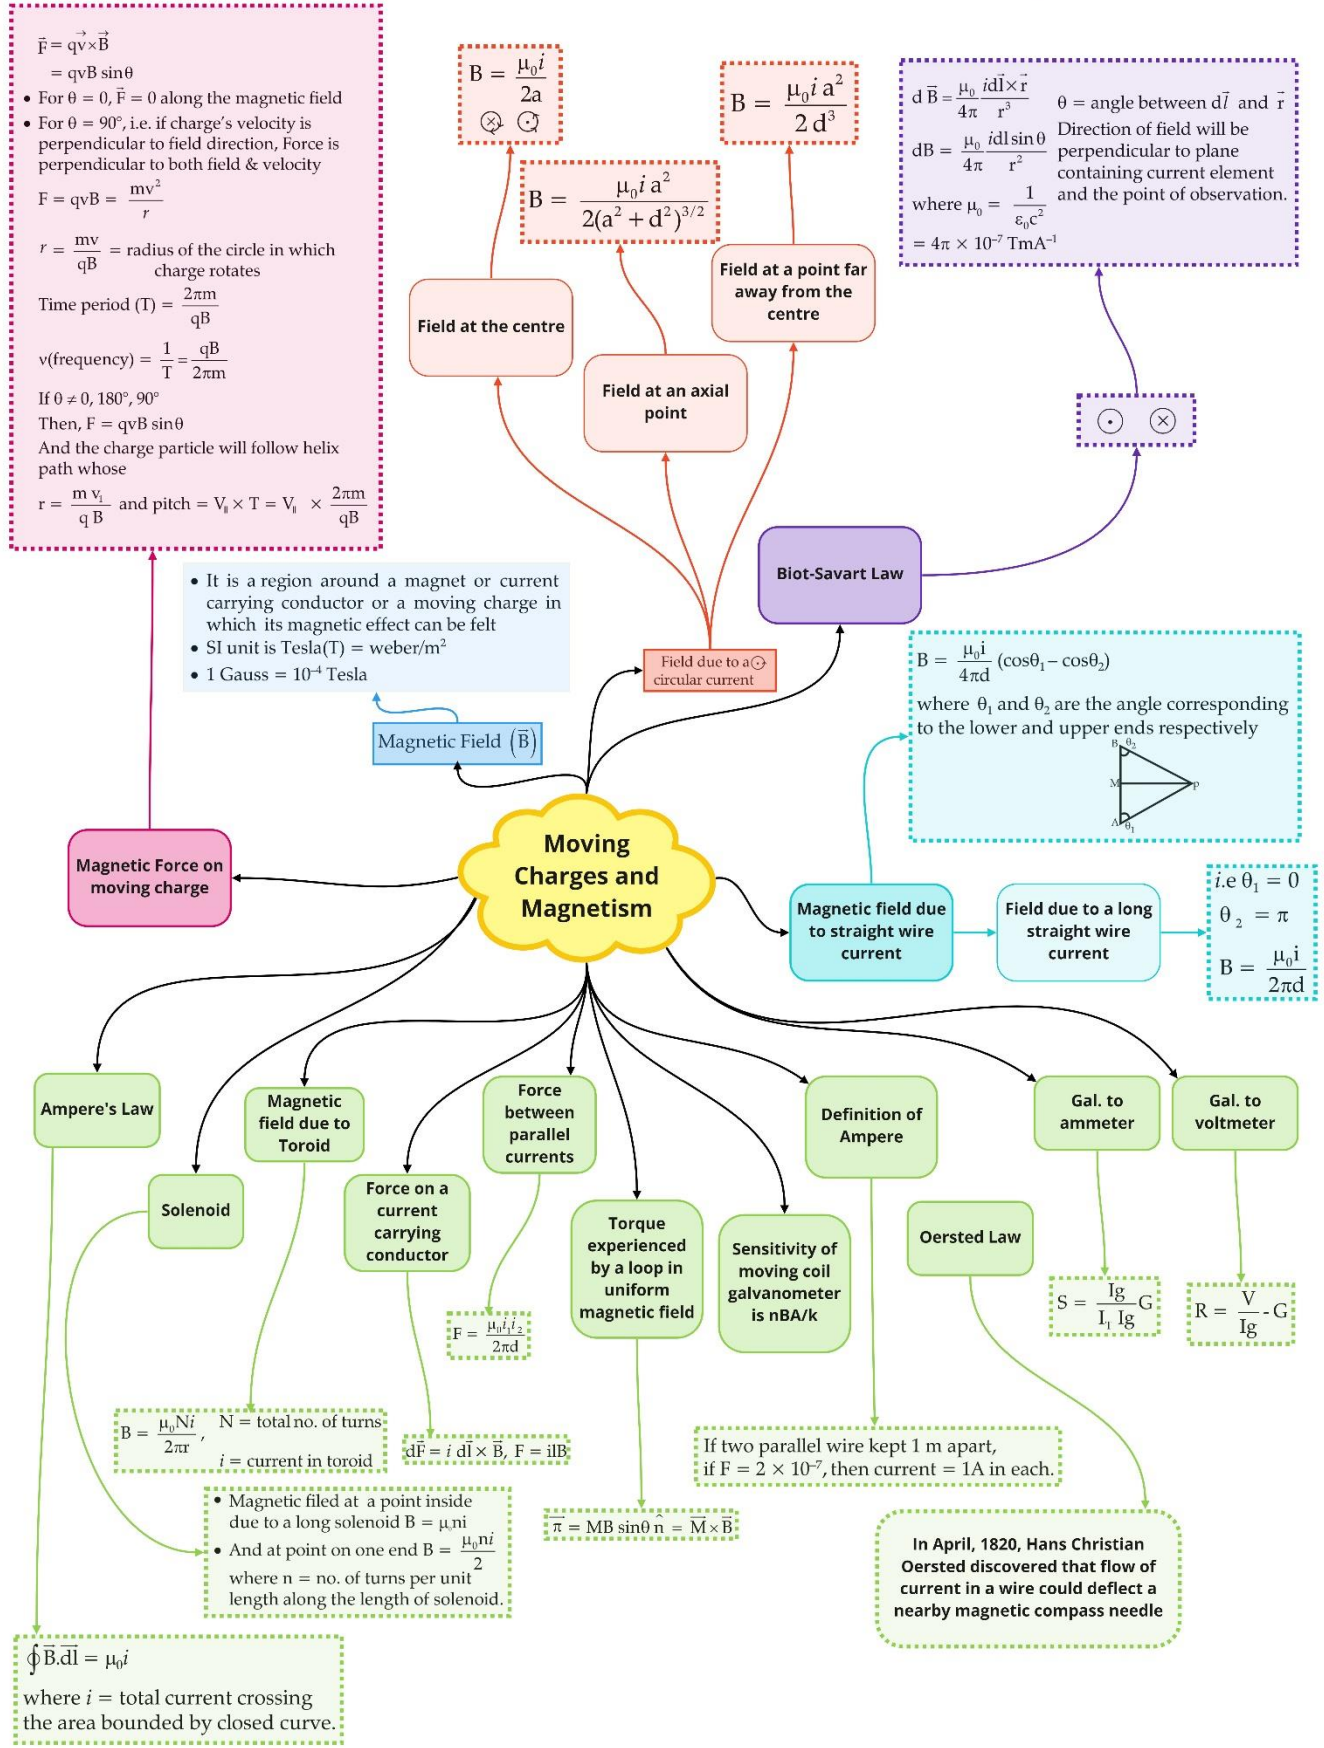 F⃗ = qv⃗×B⃗
= qvB sinθ
• For θ = 0, F⃗ = 0 along the magnetic field
• For θ = 90°, i.e. if charge's velocity is
perpendicular to field direction, Force is
perpendicular to both field & velocity
F = qvB = mv²/r
r = mv/qB = radius of the circle in which
charge rotates
Time period (T) = 2πm/qB
ν(frequency) = 1/T = qB/2πm
If θ ≠ 0, 180°, 90°
Then, F = qvB sinθ
And the charge particle will follow helix
path whose
r = m v₁/q B and pitch = V∥ × T = V∥ × 2πm/qB
B = μ₀i/2a
⊗ ⊙
B = μ₀i a²/2(a² + d²)^3/2
B = μ₀i a²/2 d³
Field at the centre
Field at an axial
point
Field at a point far
away from the
centre
d B⃗ = μ₀/4π idl⃗×r⃗/r³
θ = angle between dl⃗ and r⃗
dB = μ₀/4π idl sinθ/r²
Direction of field will be
perpendicular to plane
containing current element
and the point of observation.
where μ₀ = 1/ε₀c²
= 4π × 10⁻⁷ TmA⁻¹
⊙ ⊗
Biot-Savart Law
• It is a region around a magnet or current
carrying conductor or a moving charge in
which its magnetic effect can be felt
• SI unit is Tesla(T) = weber/m²
• 1 Gauss = 10⁻⁴ Tesla
Magnetic Field (B⃗)
Field due to a
circular current
B = μ₀i/4πd (cosθ₁– cosθ₂)
where θ₁ and θ₂ are the angle corresponding
to the lower and upper ends respectively
B θ₂
M p
A θ₁
Magnetic Force on
moving charge
Moving
Charges and
Magnetism
Magnetic field due
to straight wire
current
Field due to a long
straight wire
current
i.e θ₁ = 0
θ₂ = π
B = μ₀i/2πd
Ampere's Law
Solenoid
Magnetic
field due to
Toroid
Force on a
current
carrying
conductor
Force
between
parallel
currents
Torque
experienced
by a loop in
uniform
magnetic field
Sensitivity of
moving coil
galvanometer
is nBA/k
Definition of
Ampere
Oersted Law
Gal. to
ammeter
Gal. to
voltmeter
S = Ig/I₁ Ig G
R = V/Ig - G
F = μ₀i₁i₂/2πd
B = μ₀Ni/2πr, N = total no. of turns
i = current in toroid
dF⃗ = i dl⃗ × B⃗, F = ilB
If two parallel wire kept 1 m apart,
if F = 2 × 10⁻⁷, then current = 1A in each.
• Magnetic filed at a point inside
due to a long solenoid B = μ₀ni
• And at point on one end B = μ₀ni/2
where n = no. of turns per unit
length along the length of solenoid.
π⃗ = MB sinθ n̂ = M⃗×B⃗
In April, 1820, Hans Christian
Oersted discovered that flow of
current in a wire could deflect a
nearby magnetic compass needle
∮B⃗.dl⃗ = μ₀i
where i = total current crossing
the area bounded by closed curve.